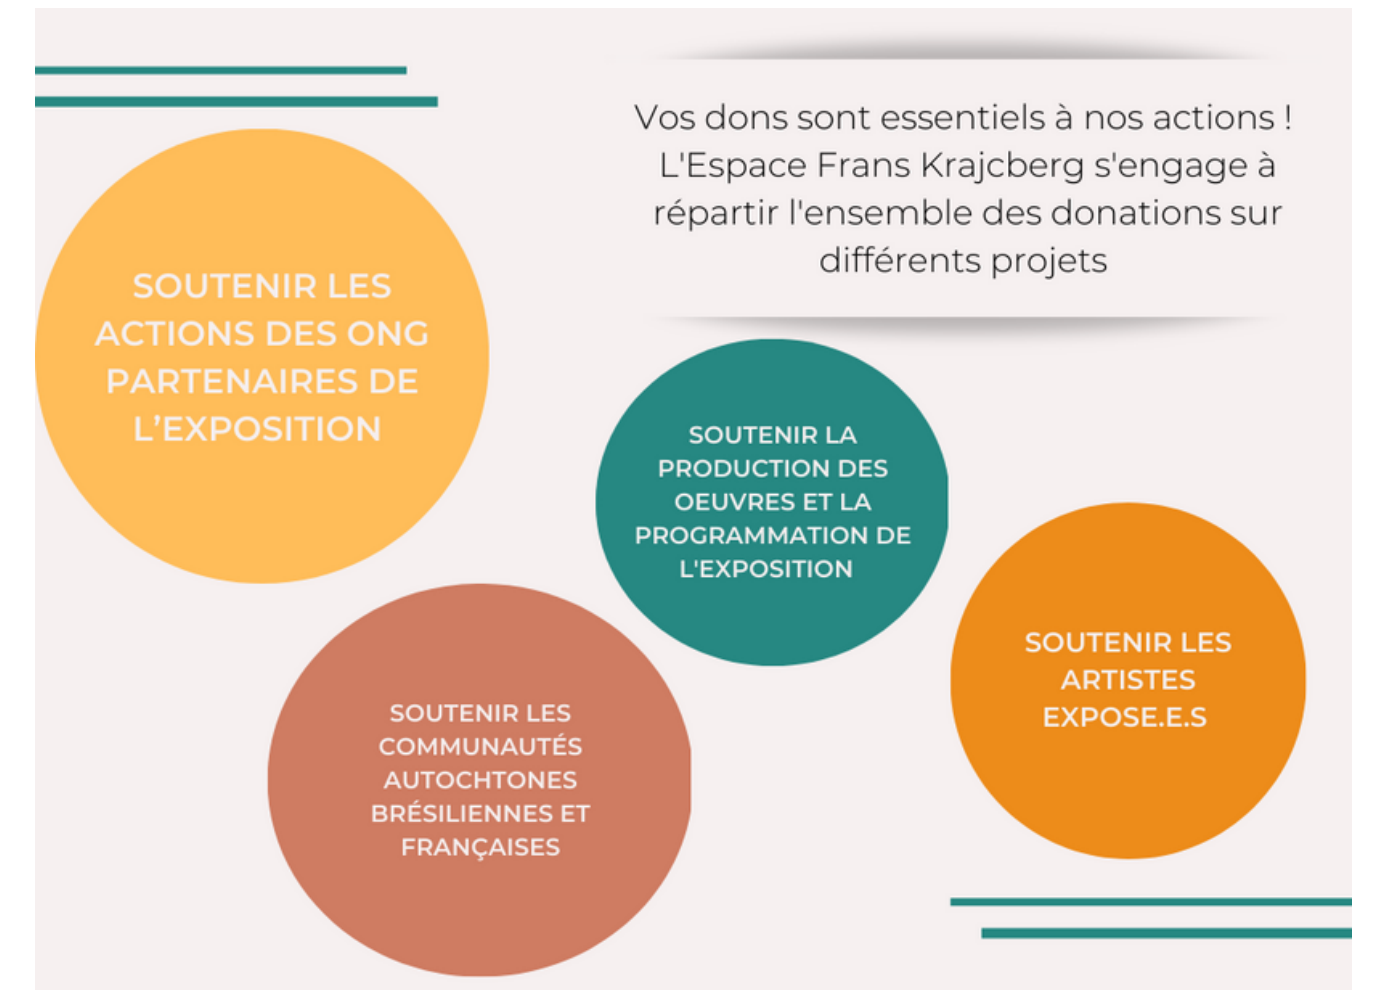 Vos dons sont essentiels à nos actions !
L'Espace Frans Krajcberg s'engage à
répartir l'ensemble des donations sur
différents projets
SOUTENIR LES
ACTIONS DES ONG
PARTENAIRES DE
L’EXPOSITION
SOUTENIR LA
PRODUCTION DES
OEUVRES ET LA
PROGRAMMATION DE
L'EXPOSITION
SOUTENIR LES
ARTISTES
EXPOSE.E.S
SOUTENIR LES
COMMUNAUTÉS
AUTOCHTONES
BRÉSILIENNES ET
FRANÇAISES